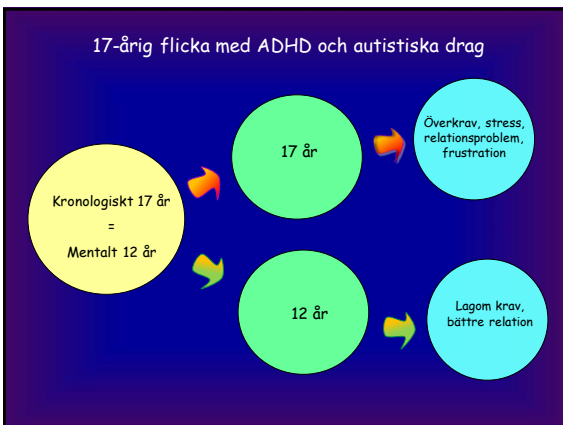 17-årig flicka med ADHD och autistiska drag
Kronologiskt 17 år
=
Mentalt 12 år
17 år
Överkrav, stress,
relationsproblem,
frustration
12 år
Lagom krav,
bättre relation